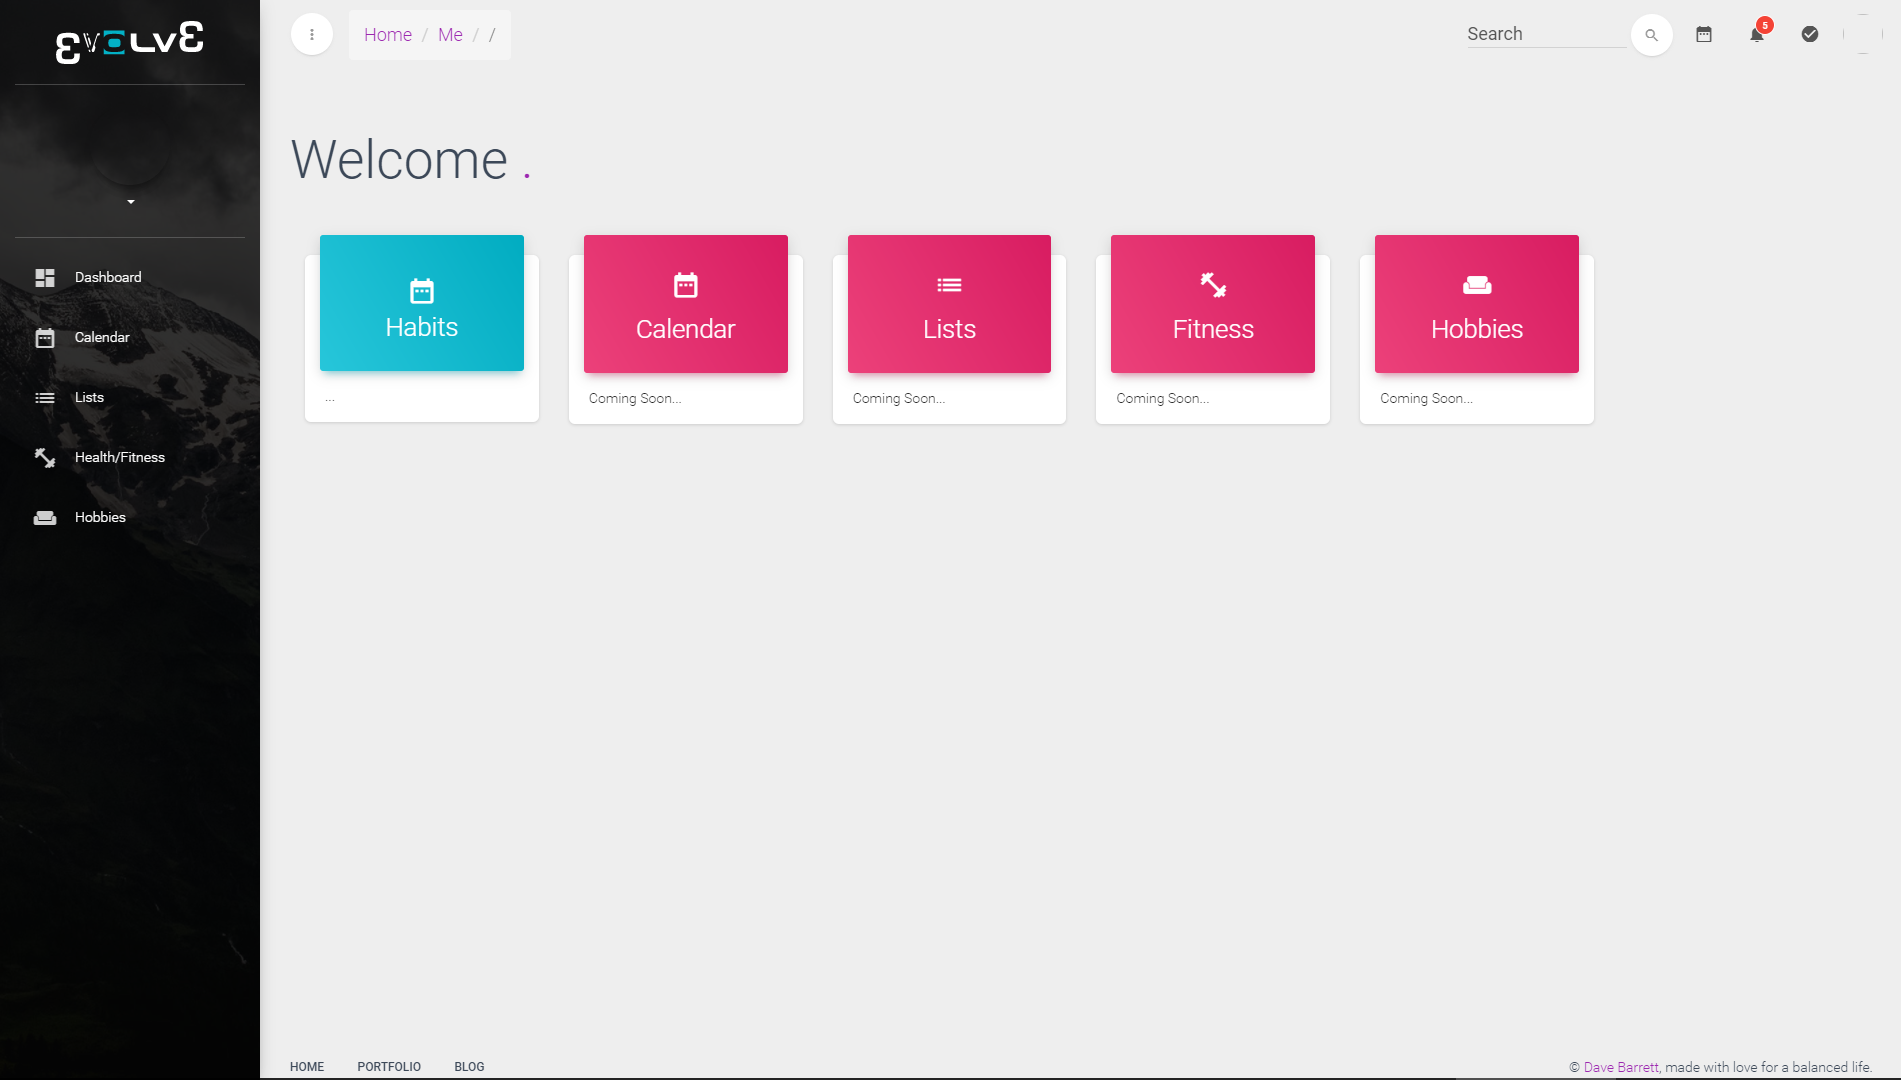 Evolve
Home / Me / /
Search
5
Welcome .
Dashboard
Calendar
Lists
Health/Fitness
Hobbies
Habits
...
Calendar
Coming Soon...
Lists
Coming Soon...
Fitness
Coming Soon...
Hobbies
Coming Soon...
HOME PORTFOLIO BLOG
© Dave Barrett, made with love for a balanced life.